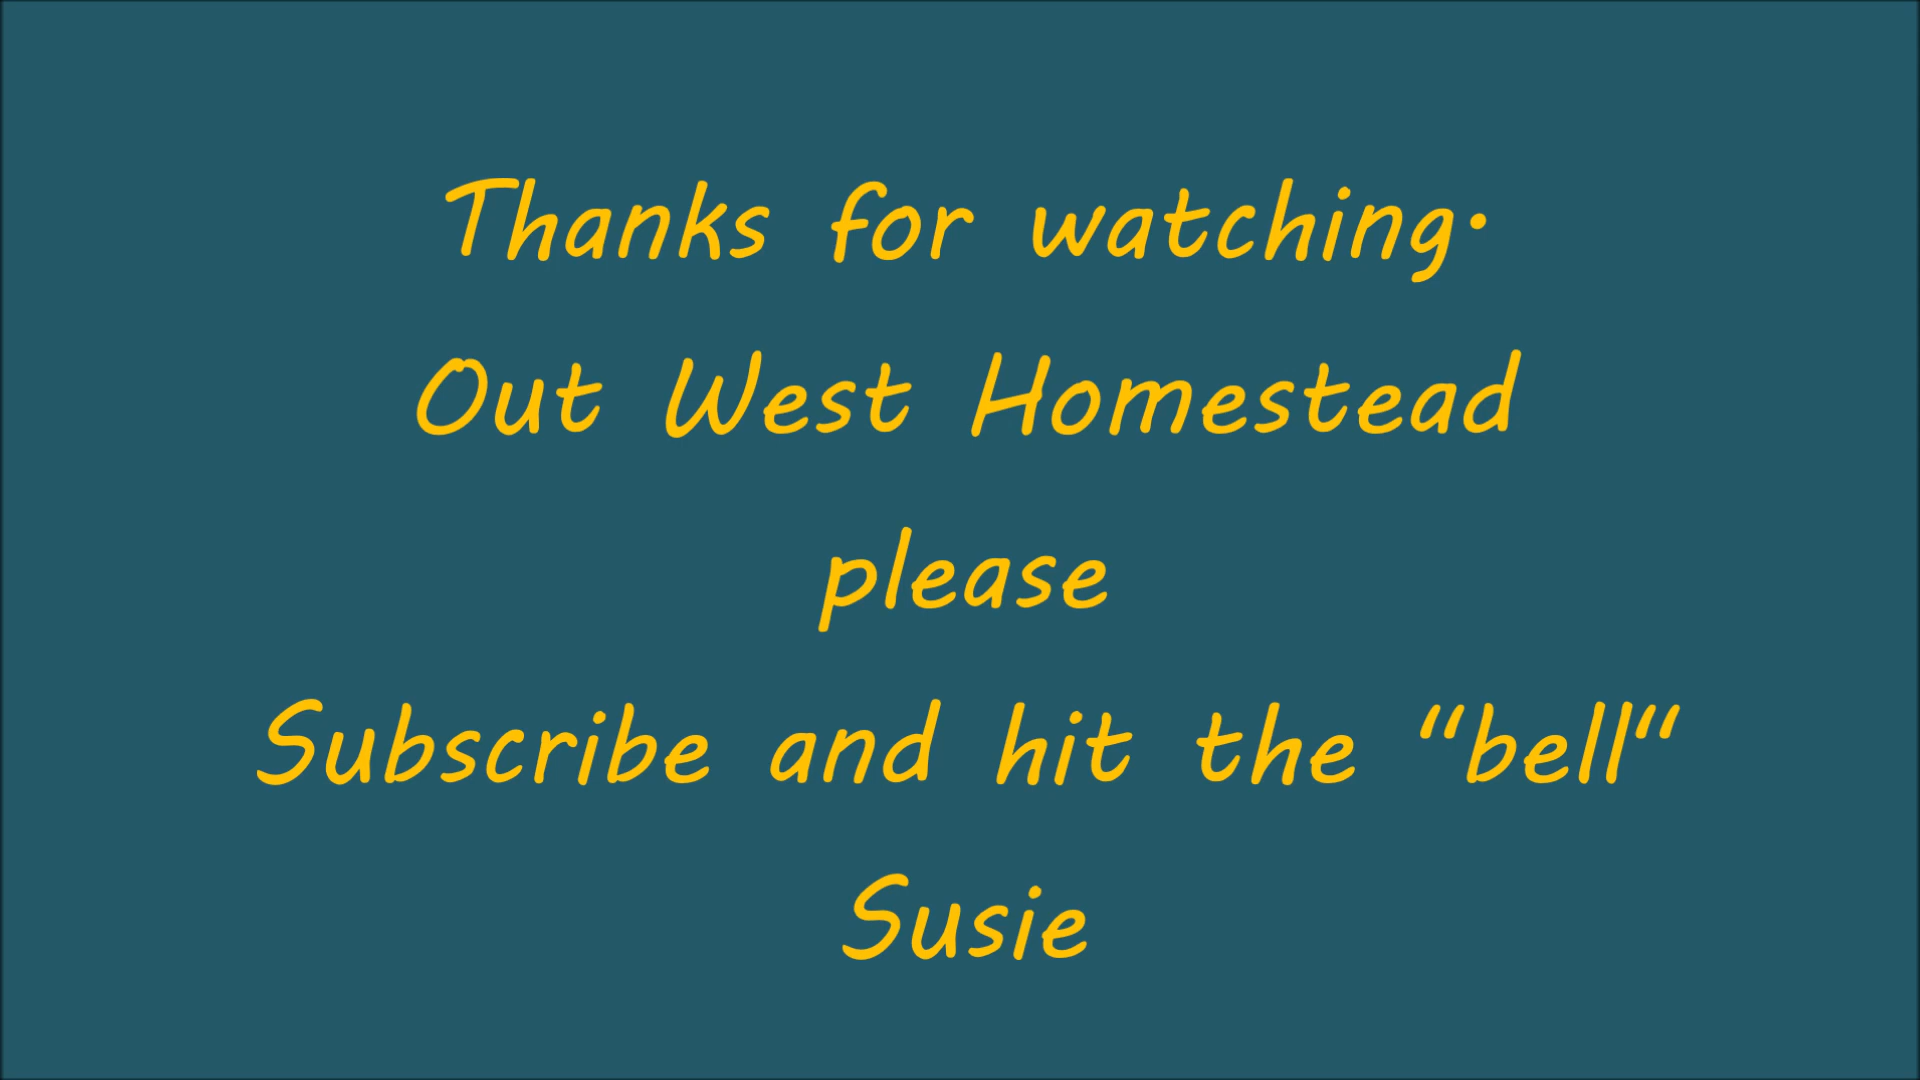 Thanks for watching.
Out West Homestead
please
Subscribe and hit the “bell“
Susie